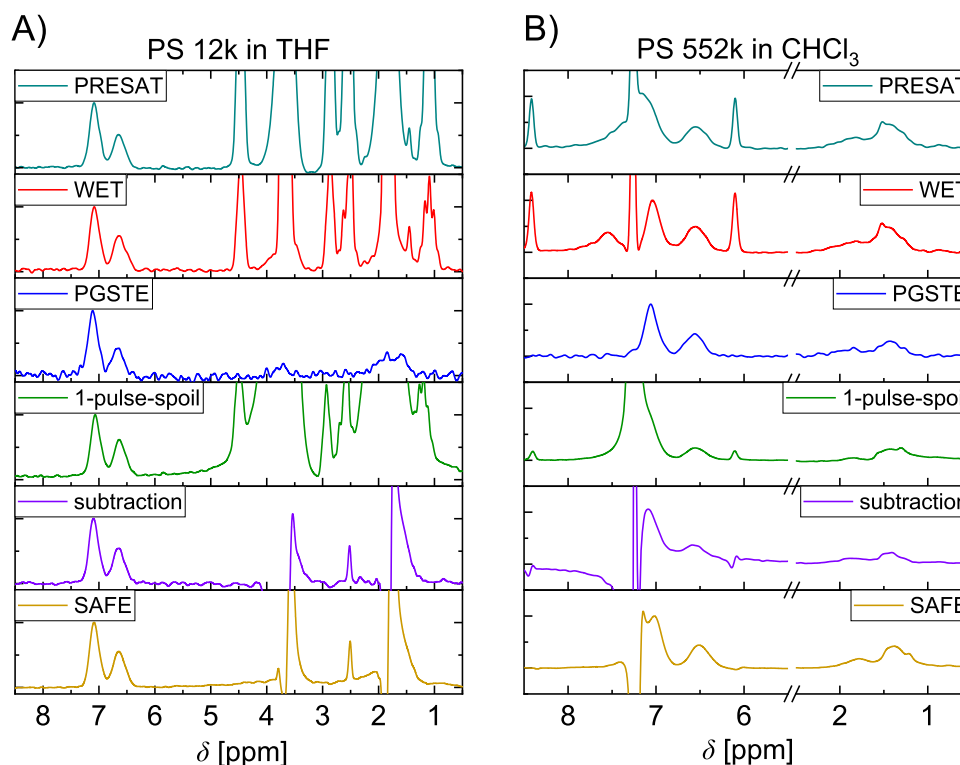 A)
PS 12k in THF
PRESAT
WET
PGSTE
1-pulse-spoil
subtraction
SAFE
8 7 6 5 4 3 2 1
δ [ppm]
B)
PS 552k in CHCl₃
PRESAT
WET
PGSTE
1-pulse-spoil
subtraction
SAFE
8 7 6 2 1
δ [ppm]